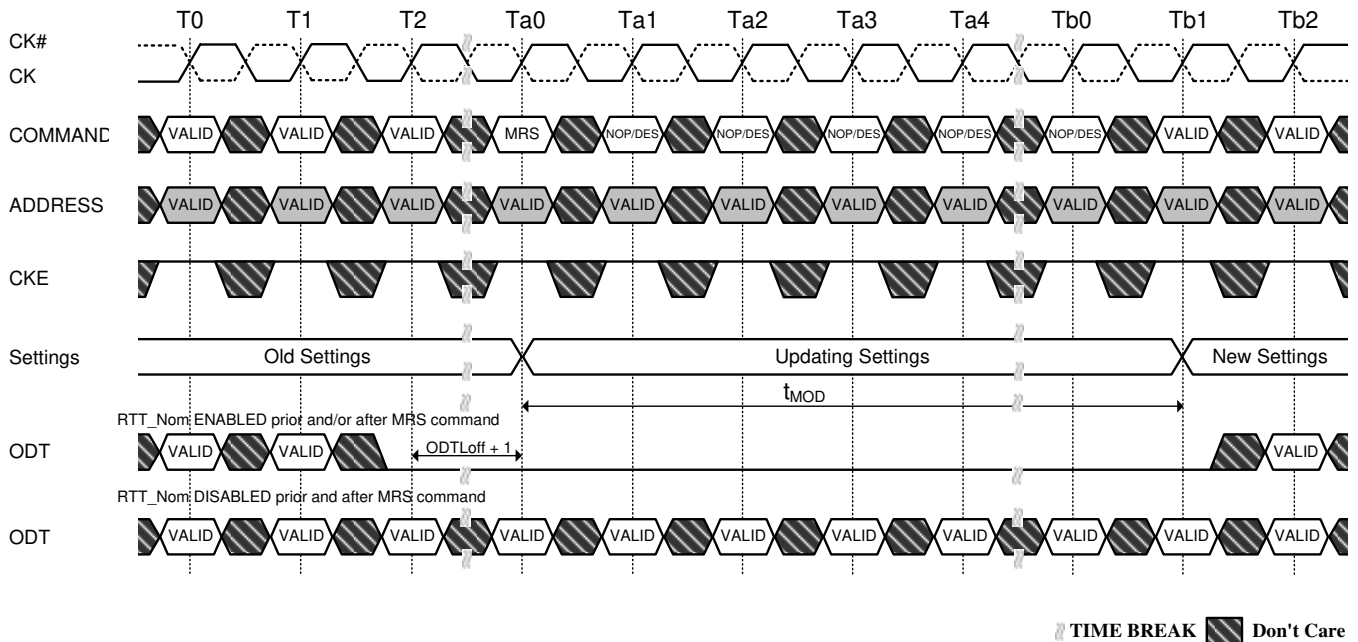 T0 T1 T2 Ta0 Ta1 Ta2 Ta3 Ta4 Tb0 Tb1 Tb2
CK#
CK
COMMAND VALID VALID VALID MRS NOP/DES NOP/DES NOP/DES NOP/DES NOP/DES VALID VALID
ADDRESS VALID VALID VALID VALID VALID VALID VALID VALID VALID VALID VALID
CKE
Settings Old Settings Updating Settings New Settings
tMOD
RTT_Nom ENABLED prior and/or after MRS command
ODT VALID VALID ODTLoff + 1 VALID
RTT_Nom DISABLED prior and after MRS command
ODT VALID VALID VALID VALID VALID VALID VALID VALID VALID VALID VALID
TIME BREAK Don't Care